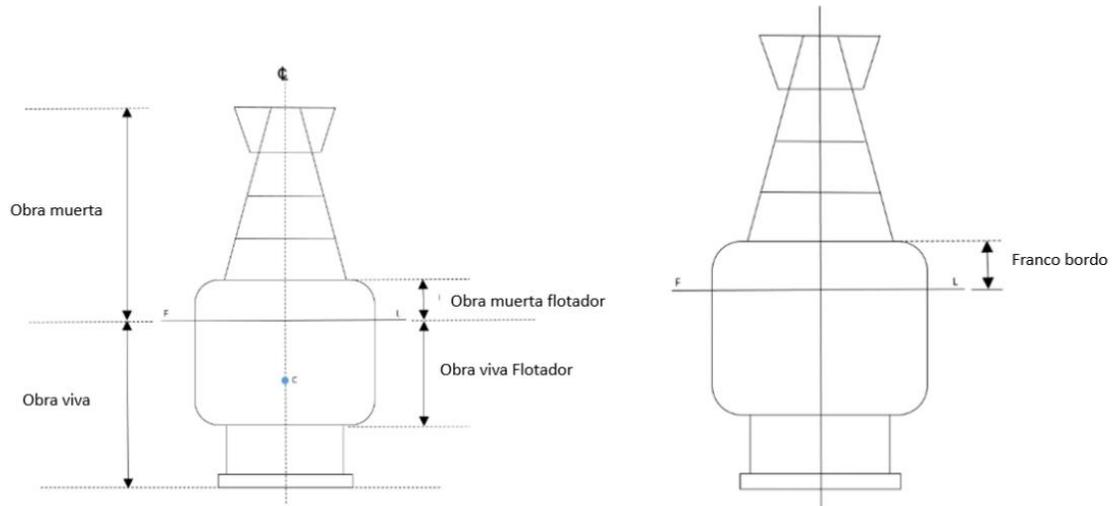 ℄
Obra muerta
Obra muerta flotador
F
L
Obra viva Flotador
C
Obra viva
Franco bordo
F
L